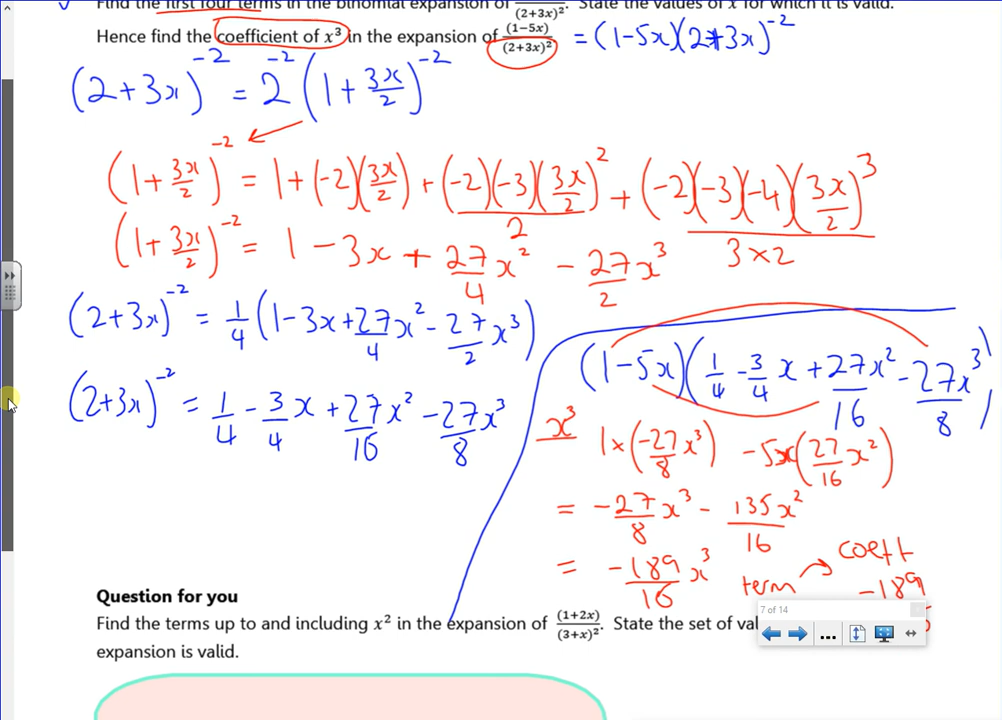 Find the first four terms in the binomial expansion of 1/(2+3x)². State the values of x for which it is valid.
Hence find the coefficient of x³ in the expansion of (1−5x)/(2+3x)² = (1-5x)(2+3x)^-2
(2+3x)^-2 = 2^-2 (1+3x/2)^-2
(1+3x/2)^-2 = 1+(-2)(3x/2) + (-2)(-3)(3x/2)²/2 + (-2)(-3)(-4)(3x/2)³/3×2
(1+3x/2)^-2 = 1 - 3x + 27/4 x² - 27/2 x³
(2+3x)^-2 = 1/4 (1-3x+27/4 x² - 27/2 x³)
(2+3x)^-2 = 1/4 - 3/4 x + 27/16 x² - 27/8 x³
(1-5x)(1/4 - 3/4 x + 27/16 x² - 27/8 x³)
x³ 1×(-27/8 x³) -5x(27/16 x²)
= -27/8 x³ - 135x²/16
= -189/16 x³ term → coeff
-189
Question for you
Find the terms up to and including x² in the expansion of (1+2x)/(3+x)². State the set of
expansion is valid.
7 of 14